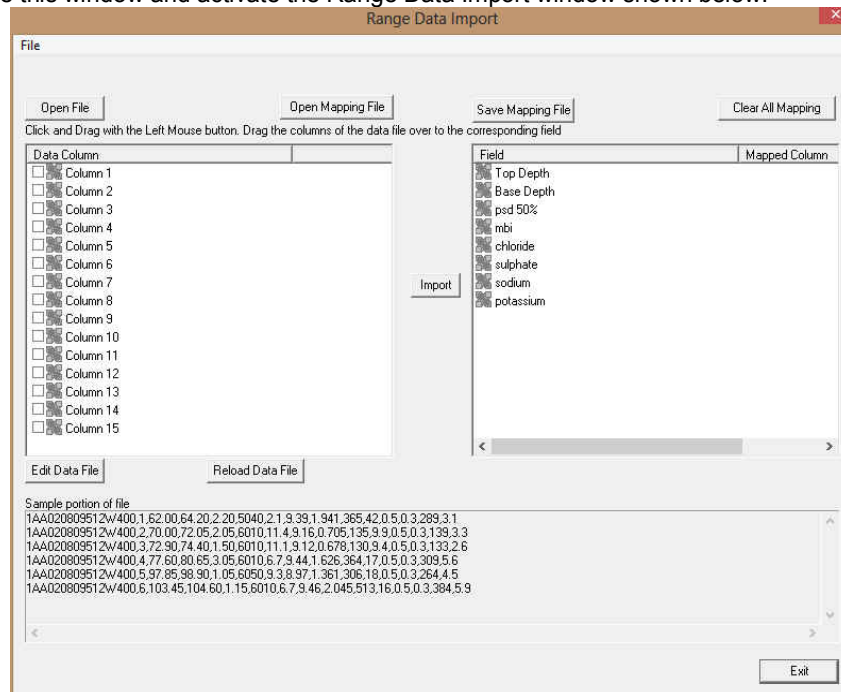 this window and activate the Range Data Import window shown below.
Range Data Import
File
Open File Open Mapping File Save Mapping File Clear All Mapping
Click and Drag with the Left Mouse button. Drag the columns of the data file over to the corresponding field
Data Column Field Mapped Column
Column 1 Top Depth
Column 2 Base Depth
Column 3 psd 50%
Column 4 mbi
Column 5 chloride
Column 6 sulphate
Column 7 Import sodium
Column 8 potassium
Column 9
Column 10
Column 11
Column 12
Column 13
Column 14
Column 15
Edit Data File Reload Data File
Sample portion of file
1AA020809512W400,1,62.00,64.20,2.20,5040,2.1,9.39,1.941,365,42,0.5,0.3,289,3.1
1AA020809512W400,2,70.00,72.05,2.05,6010,11.4,9.16,0.705,135,9.9,0.5,0.3,139,3.3
1AA020809512W400,3,72.90,74.40,1.50,6010,11.1,9.12,0.678,130,9.4,0.5,0.3,133,2.6
1AA020809512W400,4,77.60,80.65,3.05,6010,6.7,9.44,1.626,364,17,0.5,0.3,309,5.6
1AA020809512W400,5,97.85,98.90,1.05,6050,9.3,8.97,1.361,306,18,0.5,0.3,264,4.5
1AA020809512W400,6,103.45,104.60,1.15,6010,6.7,9.46,2.045,513,16,0.5,0.3,384,5.9
Exit